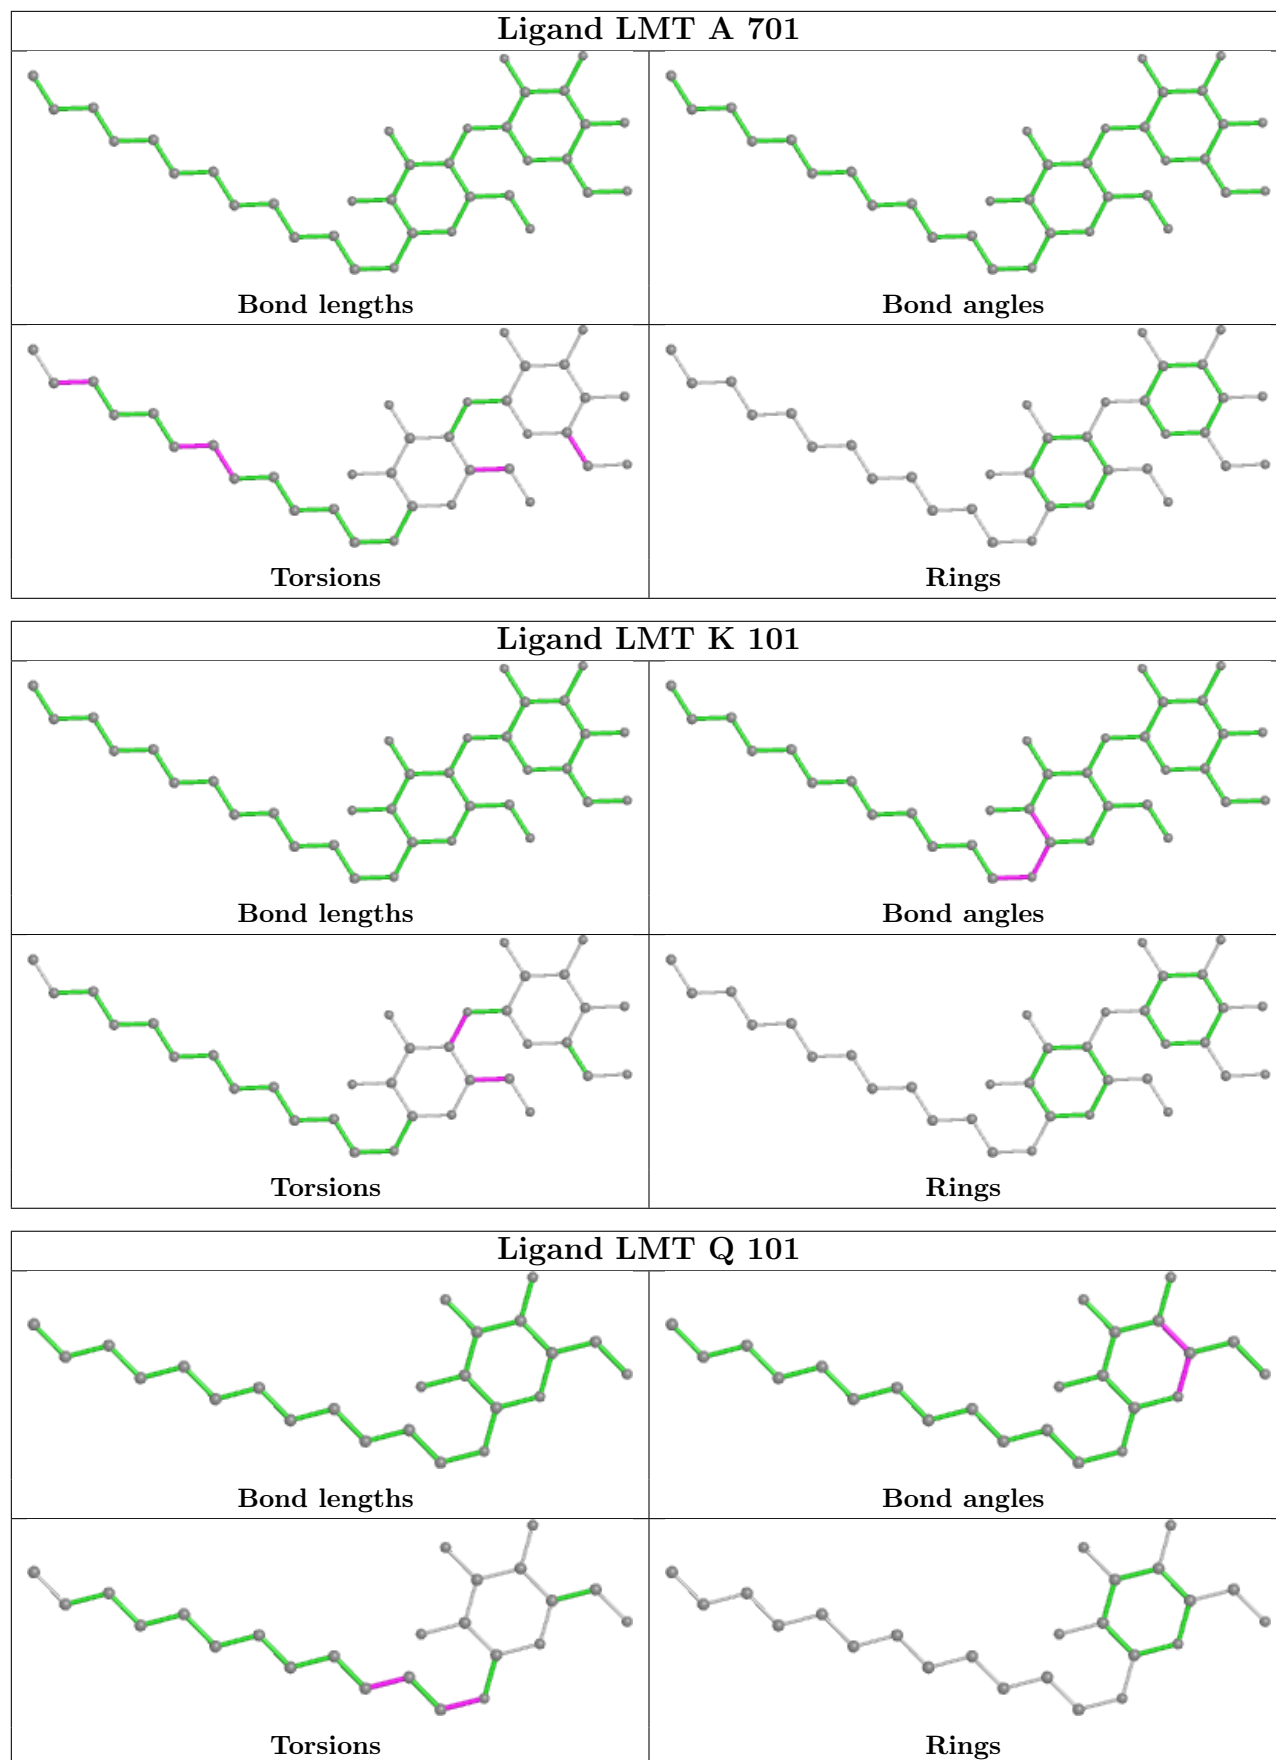 Ligand LMT A 701
Bond lengths
Bond angles
Torsions
Rings
Ligand LMT K 101
Bond lengths
Bond angles
Torsions
Rings
Ligand LMT Q 101
Bond lengths
Bond angles
Torsions
Rings